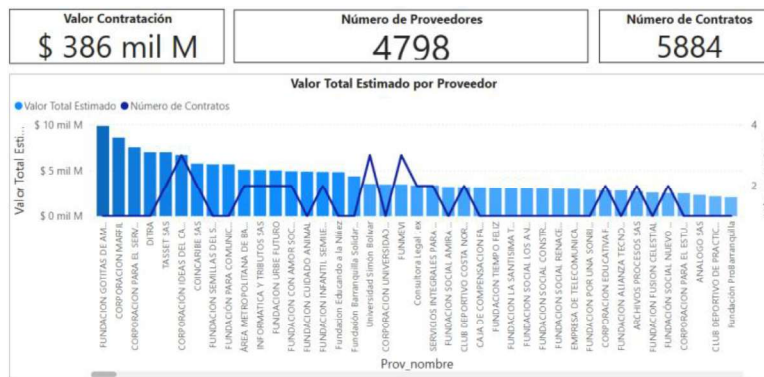 Valor Contratación
$ 386 mil M
Número de Proveedores
4798
Número de Contratos
5884
Valor Total Estimado por Proveedor
Valor Total Estimado Número de Contratos
Valor Total Esti...
$ 10 mil M
$ 5 mil M
$ 0 mil M
4
2
FUNDACION GOTITAS DE AM...
CORPORACION MARFIL
CORPORACION PARA EL SERV...
DITRA
TASSET SAS
CORPORACIÓN IDEAS DEL CA...
COINCARIBE SAS
FUNDACION SEMILLAS DEL S...
FUNDACION PARA COMUNIC...
ÁREA METROPOLITANA DE BA...
INFORMATICA Y TRIBUTOS SAS
FUNDACION URIBE FUTURO
FUNDACION CON AMOR SOC...
FUNDACION CUIDADO ANIMAL
FUNDACION INFANTIL SEMILE...
Fundacion Educando a la Niñez
Fundación Barranquilla Solidar...
Universidad Simón Bolívar
CORPORACION UNIVERSIDAD...
FUNMEVI
Consultora Legal . ex
SERVICIOS INTEGRALES PARA...
FUNDACION SOCIAL AMIRA ...
CLUB DEPORTIVO COSTA NOR...
CAJA DE COMPENSACION FA...
FUNDACION TIEMPO FELIZ
FUNDACION LA SANTISIMA T...
FUNDACION SOCIAL LOS AN...
FUNDACION SOCIAL CONSTR...
FUNDACION SOCIAL RENACE...
EMPRESA DE TELECOMUNICA...
FUNDACION POR UNA SONRI...
CORPORACION EDUCATIVA F...
FUNDACION ALIANZA TECNO...
ARCHIVOS PROCESOS SAS
FUNDACION FUSION CELESTIAL
FUNDACIÓN SOCIAL NUEVO ...
CORPORACION PARA EL ESTU...
ANALOGO SAS
CLUB DEPORTIVO DE PRACTIC...
Fundación ProBarranquilla
Prov_nombre